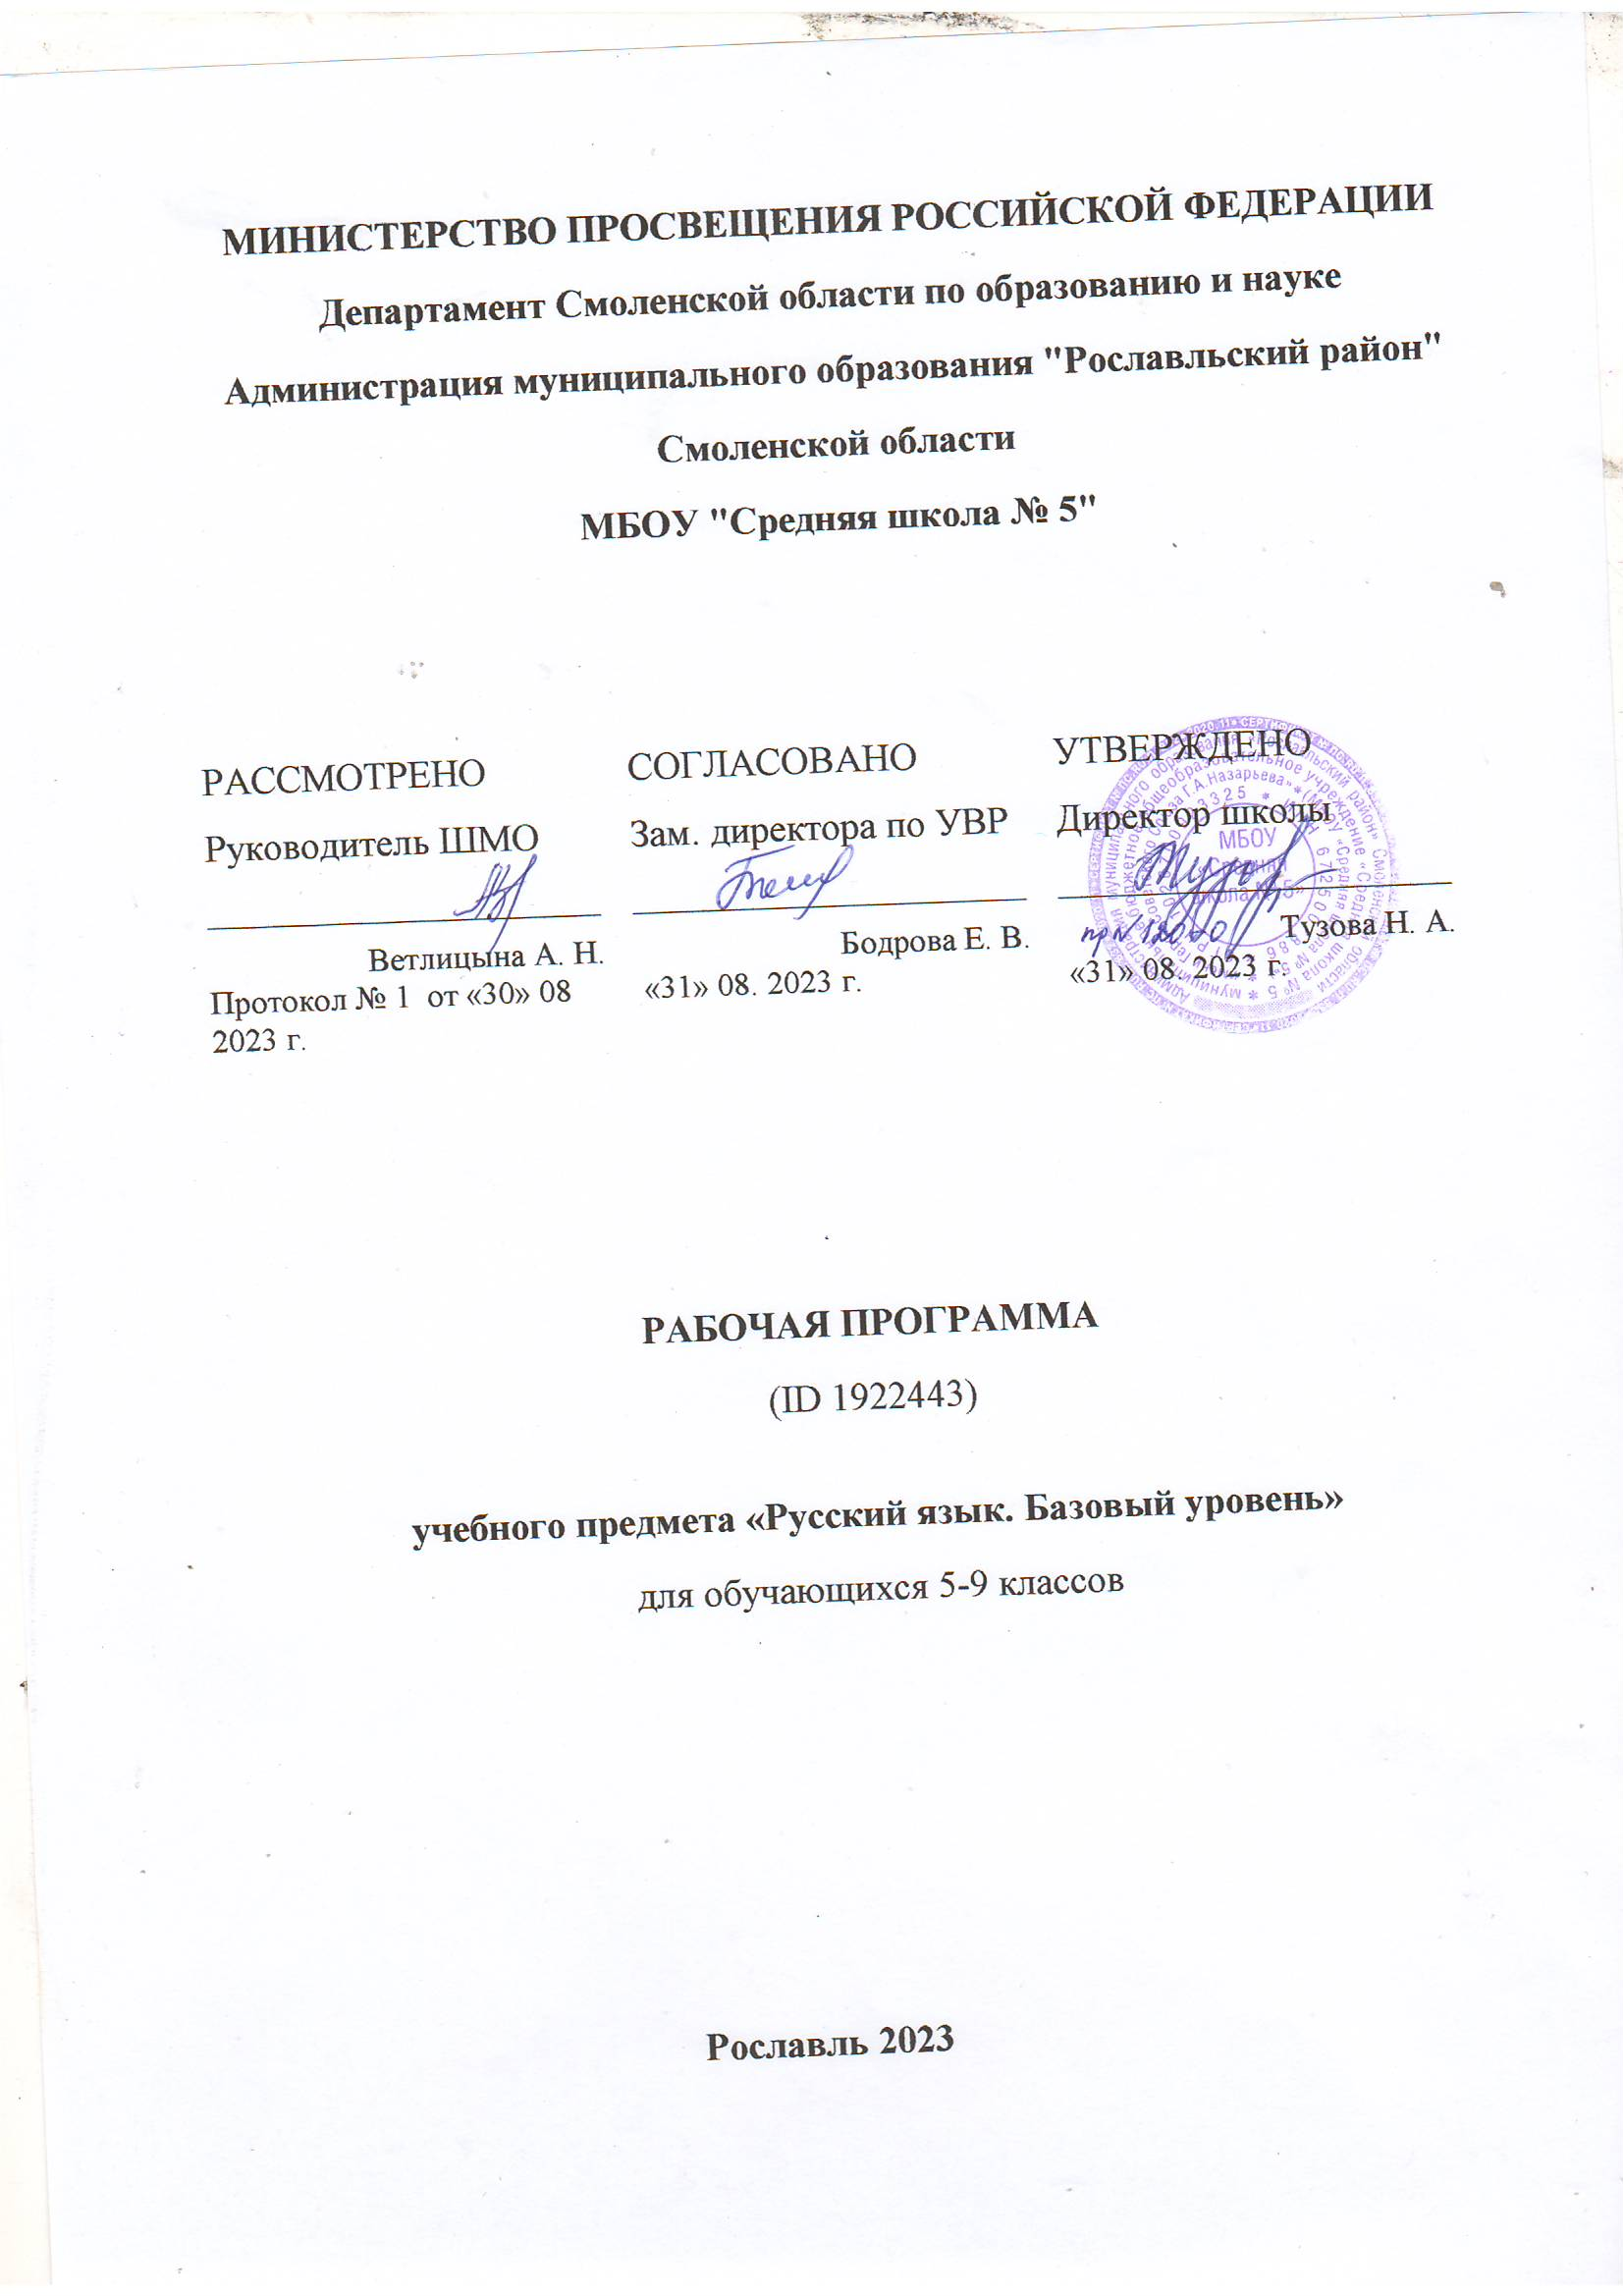 МИНИСТЕРСТВО ПРОСВЕЩЕНИЯ РОССИЙСКОЙ ФЕДЕРАЦИИ
Департамент Смоленской области по образованию и науке
Администрация муниципального образования "Рославльский район"
Смоленской области
МБОУ "Средняя школа № 5"
РАССМОТРЕНО
Руководитель ШМО
Ветлицына А. Н.
Протокол № 1 от «30» 08
2023 г.
СОГЛАСОВАНО
Зам. директора по УВР
Бодрова Е. В.
«31» 08. 2023 г.
УТВЕРЖДЕНО
Директор школы
МБОУ
Тузова Н. А.
«31» 08. 2023 г.
РАБОЧАЯ ПРОГРАММА
(ID 1922443)
учебного предмета «Русский язык. Базовый уровень»
для обучающихся 5-9 классов
Рославль 2023